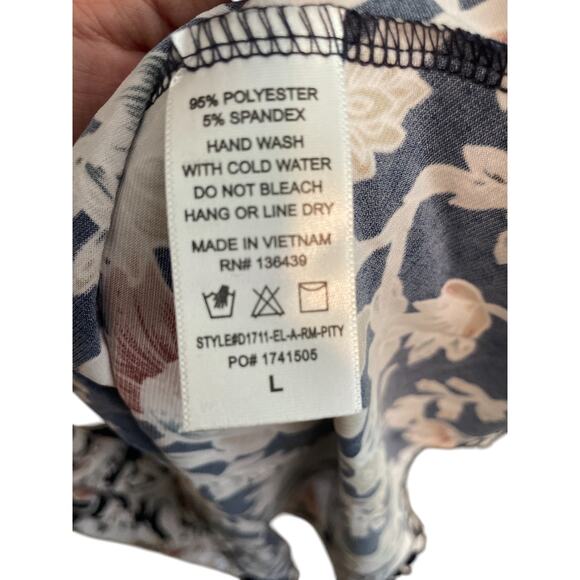 95% POLYESTER
5% SPANDEX
HAND WASH
WITH COLD WATER
DO NOT BLEACH
HANG OR LINE DRY
MADE IN VIETNAM
RN# 136439
STYLE#D1711-EL-A-RM-PITY
PO# 1741505
L